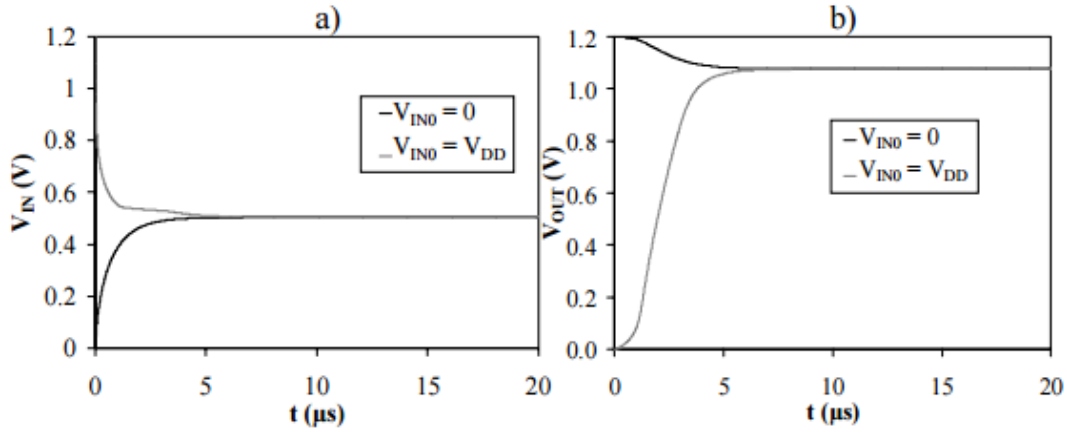 a)
1.2
1
0.8
0.6
0.4
0.2
0
V_IN (V)
V_IN0 = 0
V_IN0 = V_DD
0
5
10
15
20
t (μs)
b)
1.2
1.0
0.8
0.6
0.4
0.2
0.0
V_OUT (V)
V_IN0 = 0
V_IN0 = V_DD
0
5
10
15
20
t (μs)